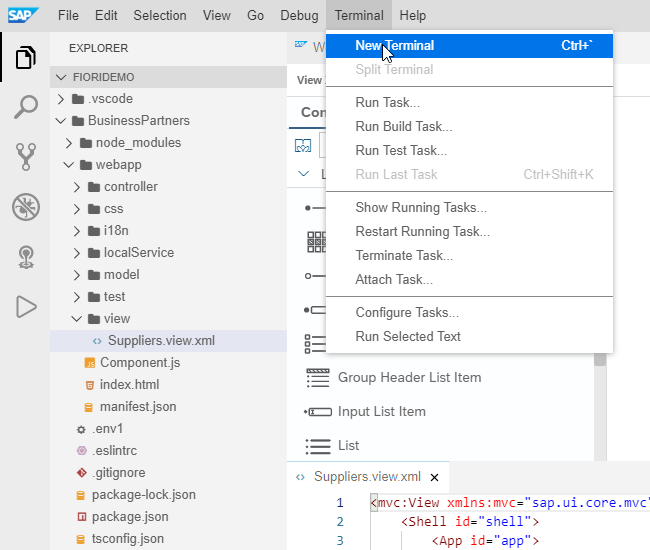 SAP File Edit Selection View Go Debug Terminal Help
EXPLORER
FIORIDEMO
.vscode
BusinessPartners
node_modules
webapp
controller
css
i18n
localService
model
test
view
Suppliers.view.xml
Component.js
index.html
manifest.json
.env1
.eslintrc
.gitignore
package-lock.json
package.json
tsconfig.json
New Terminal Ctrl+`
Split Terminal
Run Task...
Run Build Task...
Run Test Task...
Run Last Task Ctrl+Shift+K
Show Running Tasks...
Restart Running Task...
Terminate Task...
Attach Task...
Configure Tasks...
Run Selected Text
W
View
Con
L
Group Header List Item
Input List Item
List
Suppliers.view.xml
1 <mvc:View xmlns:mvc="sap.ui.core.mvc"
2 <Shell id="shell">
3 <App id="app">